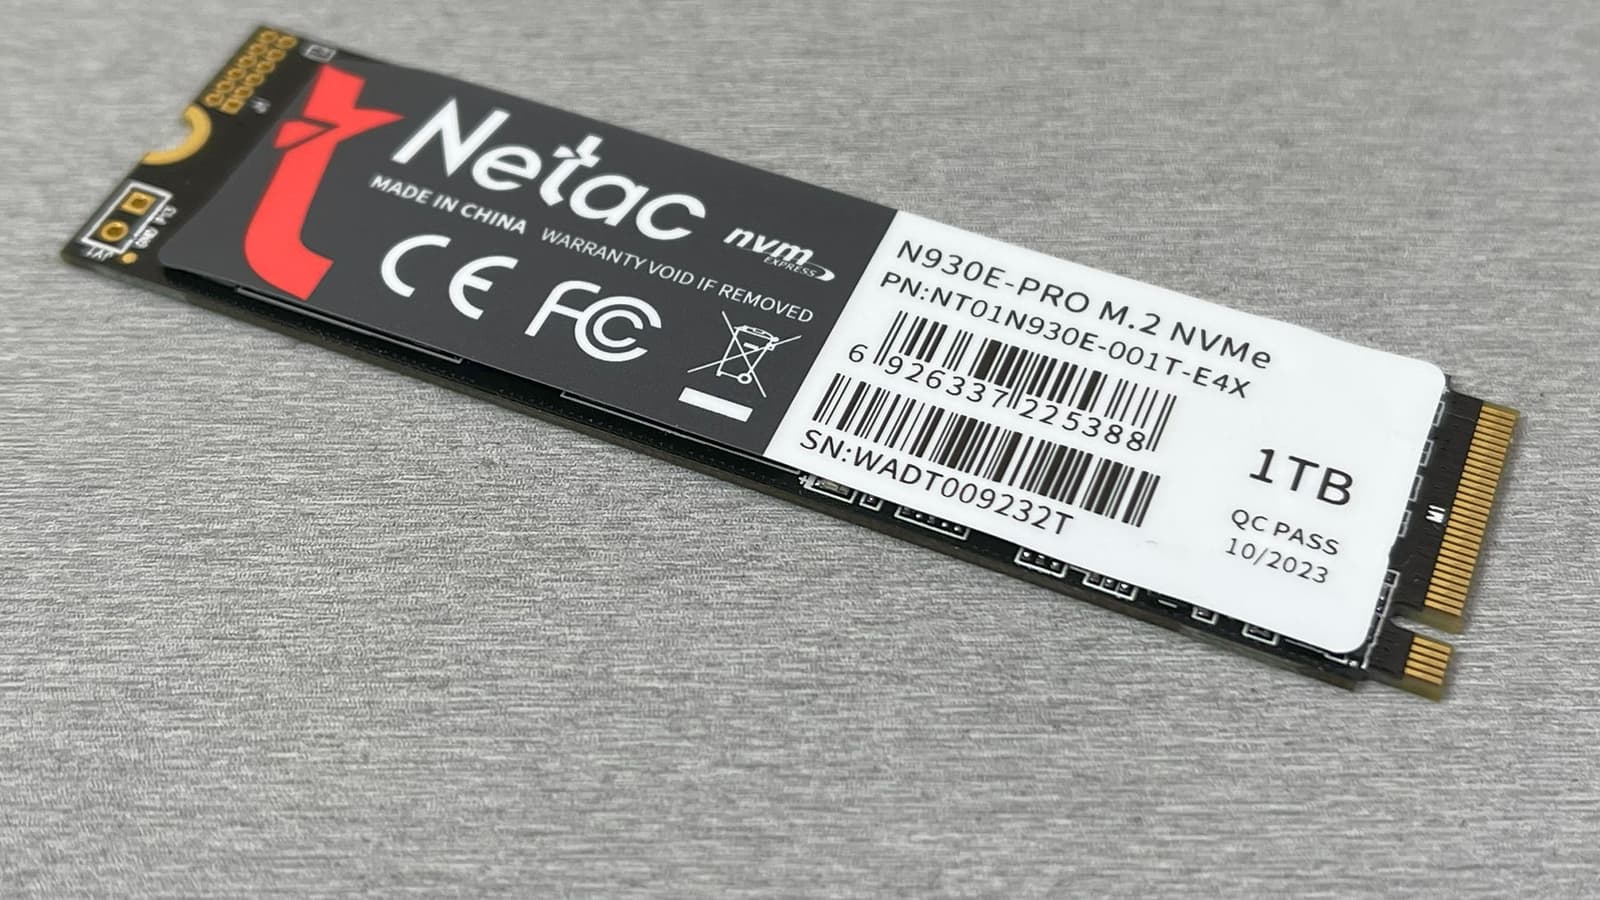 Netac
nvm
EXPRESS
MADE IN CHINA WARRANTY VOID IF REMOVED
CE FC
N930E-PRO M.2 NVMe
PN:NT01N930E-001T-E4X
6 926337 225388
SN:WADT009232T
1TB
QC PASS
10/2023